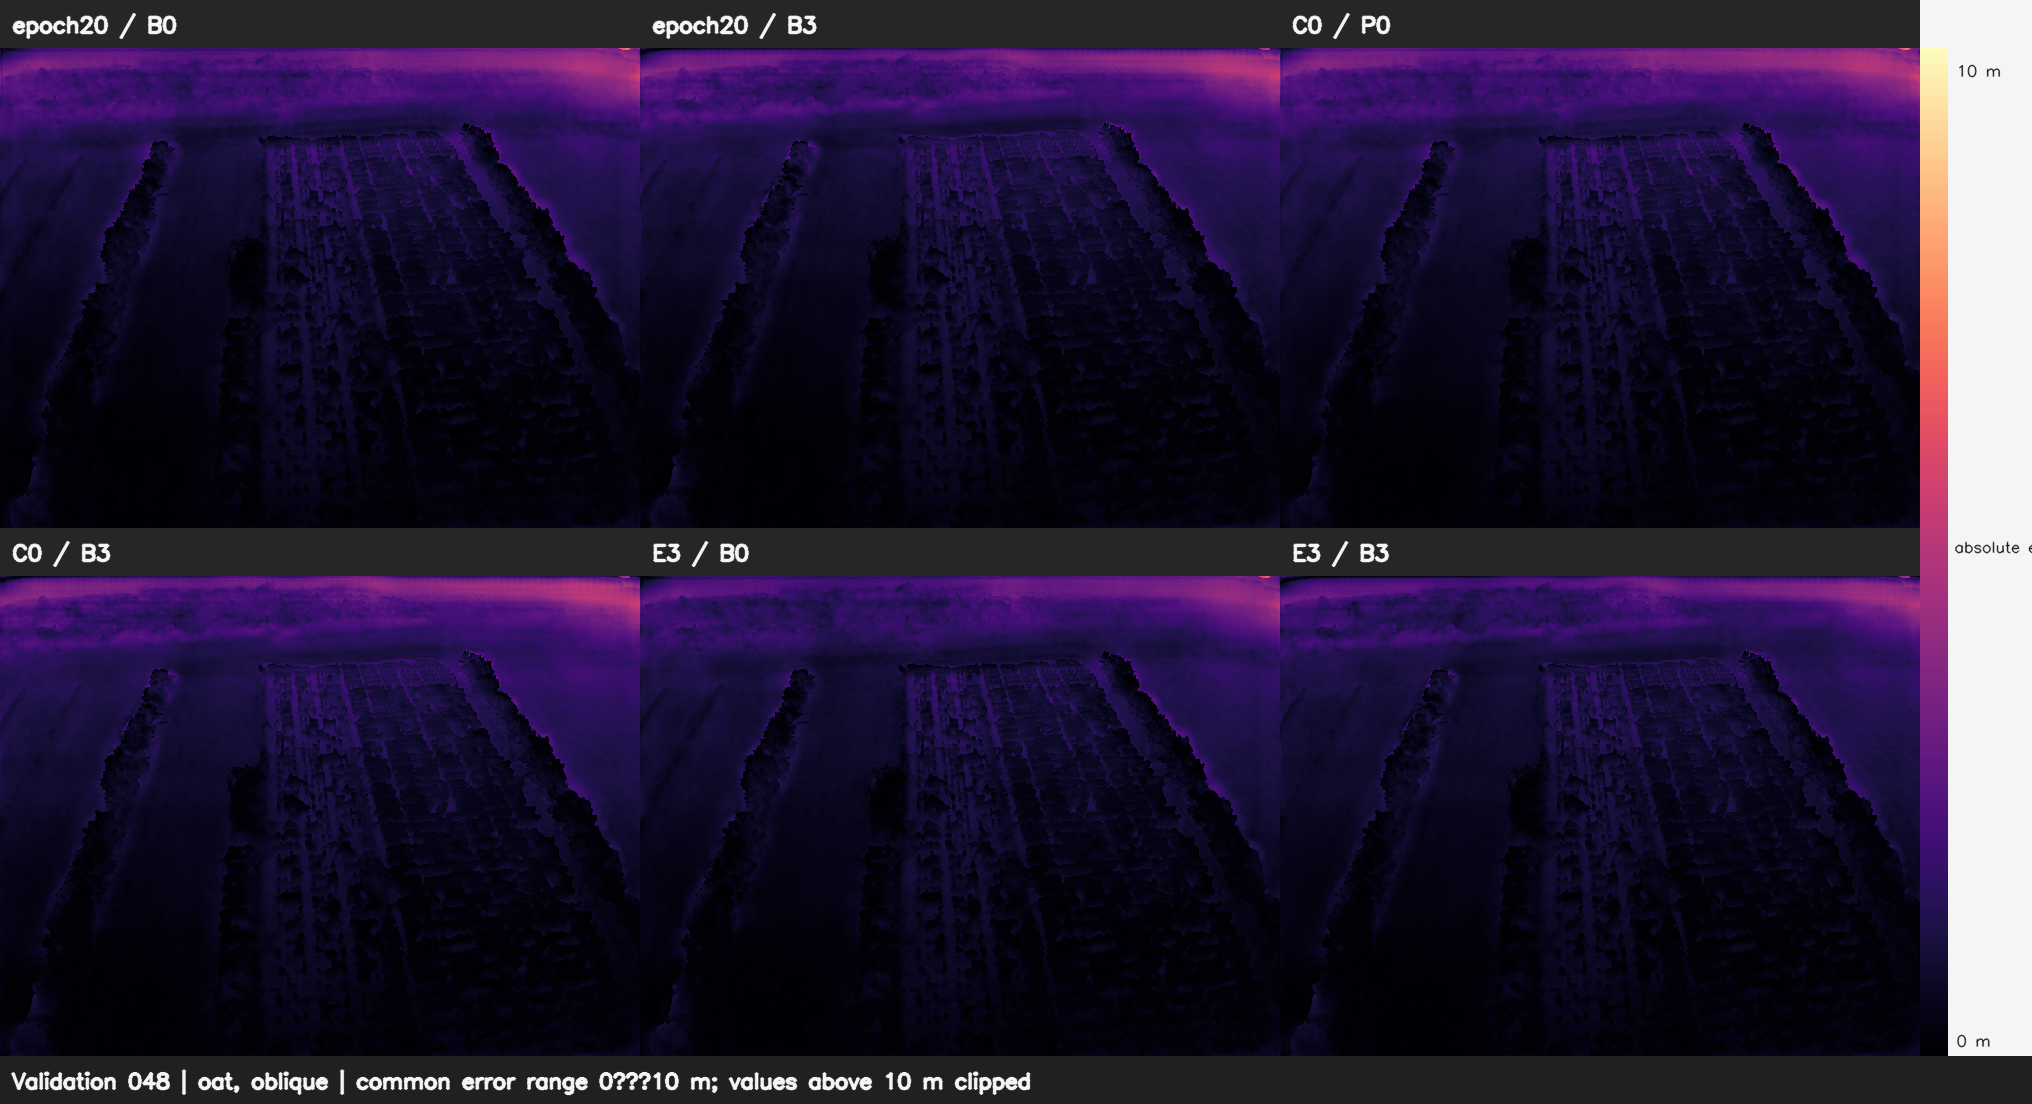 epoch20 / B0
epoch20 / B3
C0 / P0
10 m
C0 / B3
E3 / B0
E3 / B3
absolute e
0 m
Validation 048 | oat, oblique | common error range 0???10 m; values above 10 m clipped